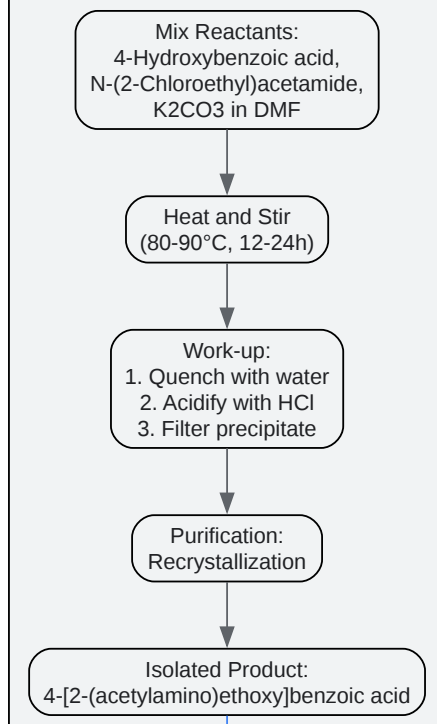 Mix Reactants:
4-Hydroxybenzoic acid,
N-(2-Chloroethyl)acetamide,
K2CO3 in DMF
Heat and Stir
(80-90°C, 12-24h)
Work-up:
1. Quench with water
2. Acidify with HCl
3. Filter precipitate
Purification:
Recrystallization
Isolated Product:
4-[2-(acetylamino)ethoxy]benzoic acid